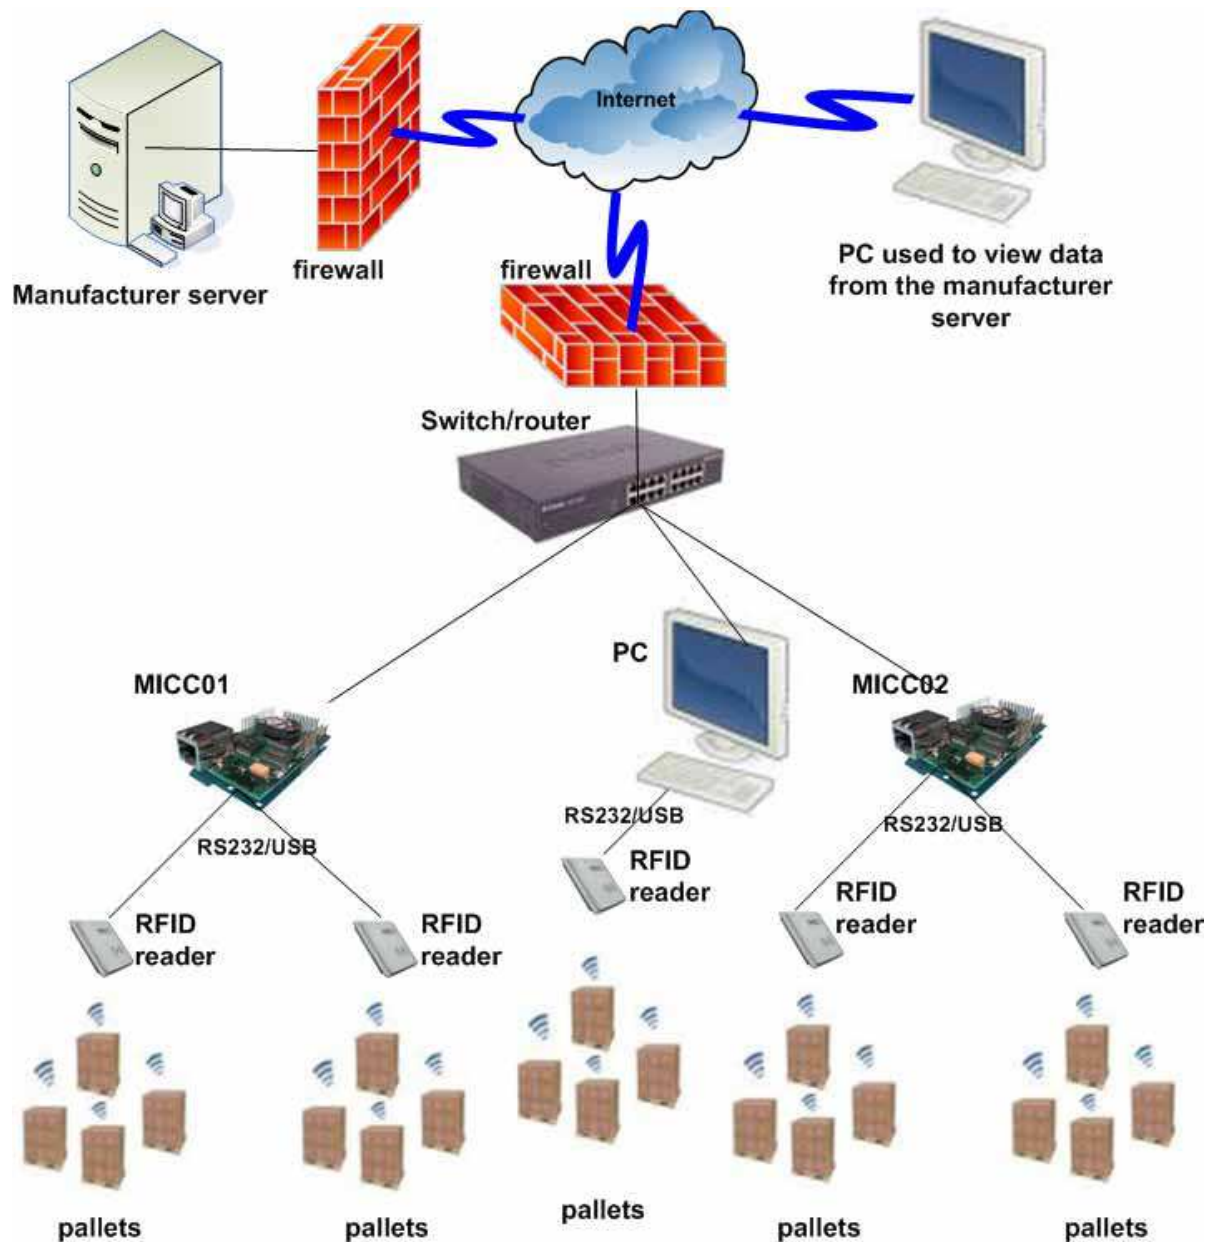 Internet
firewall
Manufacturer server
firewall
PC used to view data
from the manufacturer
server
Switch/router
PC
MICC01
MICC02
RS232/USB
RS232/USB
RS232/USB
RFID
reader
RFID
reader
RFID
reader
RFID
reader
RFID
reader
pallets
pallets
pallets
pallets
pallets